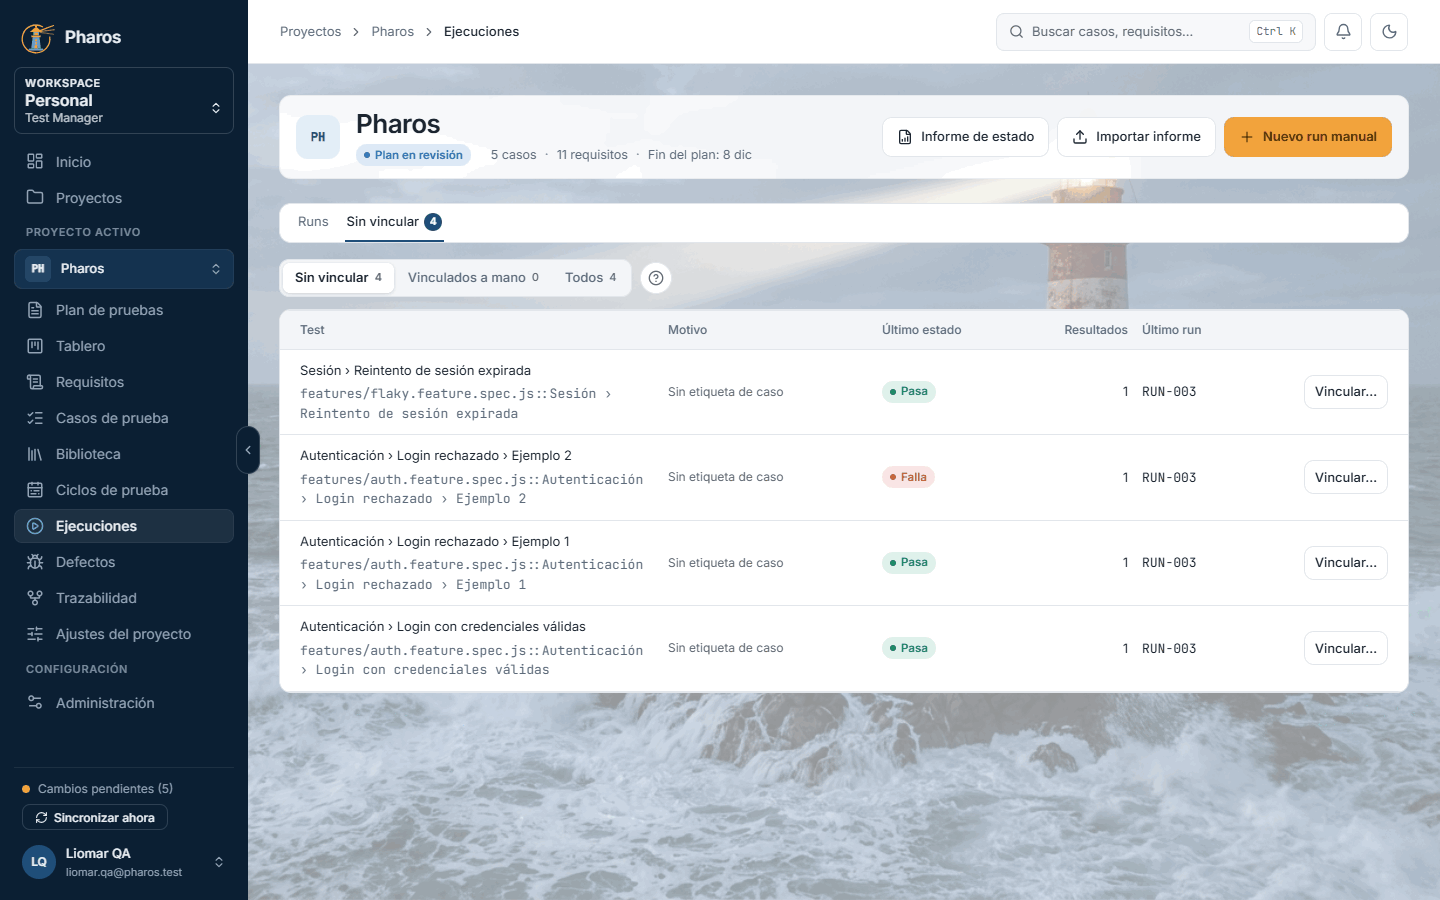 Pharos
WORKSPACE
Personal
Test Manager
Inicio
Proyectos
PROYECTO ACTIVO
PH Pharos
Plan de pruebas
Tablero
Requisitos
Casos de prueba
Biblioteca
Ciclos de prueba
Ejecuciones
Defectos
Trazabilidad
Ajustes del proyecto
CONFIGURACIÓN
Administración
Cambios pendientes (5)
Sincronizar ahora
LQ
Liomar QA
liomar.qa@pharos.test
Proyectos > Pharos > Ejecuciones
Buscar casos, requisitos... Ctrl K
PH
Pharos
Plan en revisión 5 casos · 11 requisitos · Fin del plan: 8 dic
Informe de estado
Importar informe
+ Nuevo run manual
Runs Sin vincular 4
Sin vincular 4 Vinculados a mano 0 Todos 4 ?
Test Motivo Último estado Resultados Último run
Sesión › Reintento de sesión expirada
features/flaky.feature.spec.js::Sesión ›
Reintento de sesión expirada
Sin etiqueta de caso Pasa 1 RUN-003 Vincular...
Autenticación › Login rechazado › Ejemplo 2
features/auth.feature.spec.js::Autenticación
› Login rechazado › Ejemplo 2
Sin etiqueta de caso Falla 1 RUN-003 Vincular...
Autenticación › Login rechazado › Ejemplo 1
features/auth.feature.spec.js::Autenticación
› Login rechazado › Ejemplo 1
Sin etiqueta de caso Pasa 1 RUN-003 Vincular...
Autenticación › Login con credenciales válidas
features/auth.feature.spec.js::Autenticación
› Login con credenciales válidas
Sin etiqueta de caso Pasa 1 RUN-003 Vincular...